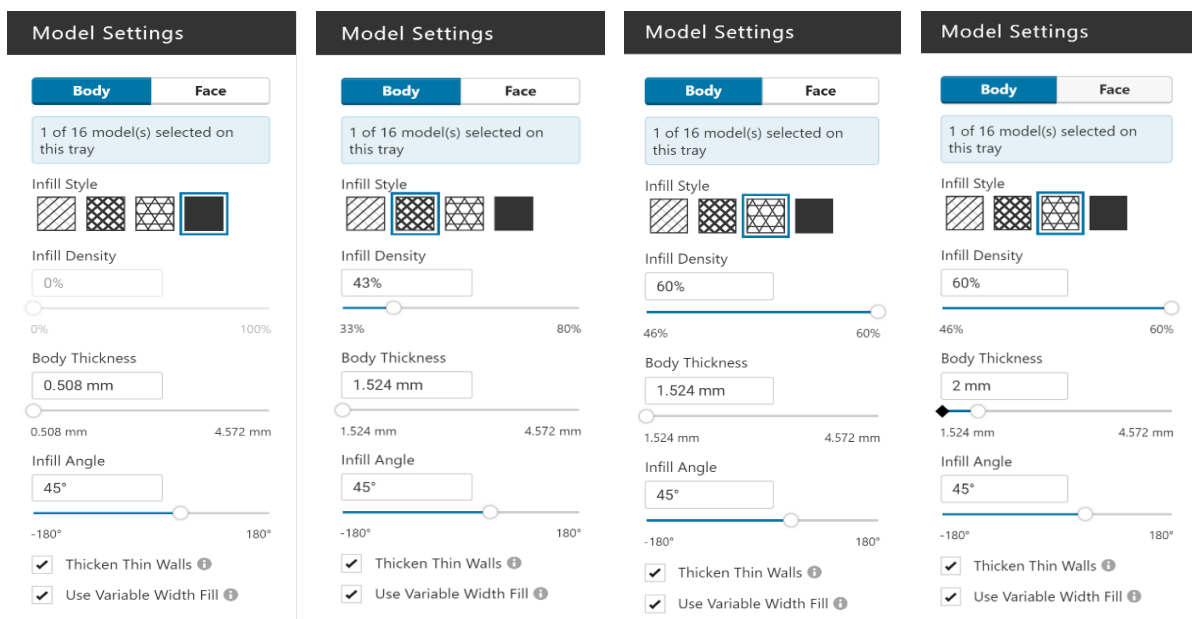 Model Settings
Body Face
1 of 16 model(s) selected on
this tray
Infill Style
Infill Density
0%
0% 100%
Body Thickness
0.508 mm
0.508 mm 4.572 mm
Infill Angle
45°
-180° 180°
Thicken Thin Walls
Use Variable Width Fill
Model Settings
Body Face
1 of 16 model(s) selected on
this tray
Infill Style
Infill Density
43%
33% 80%
Body Thickness
1.524 mm
1.524 mm 4.572 mm
Infill Angle
45°
-180° 180°
Thicken Thin Walls
Use Variable Width Fill
Model Settings
Body Face
1 of 16 model(s) selected on
this tray
Infill Style
Infill Density
60%
46% 60%
Body Thickness
1.524 mm
1.524 mm 4.572 mm
Infill Angle
45°
-180° 180°
Thicken Thin Walls
Use Variable Width Fill
Model Settings
Body Face
1 of 16 model(s) selected on
this tray
Infill Style
Infill Density
60%
46% 60%
Body Thickness
2 mm
1.524 mm 4.572 mm
Infill Angle
45°
-180° 180°
Thicken Thin Walls
Use Variable Width Fill